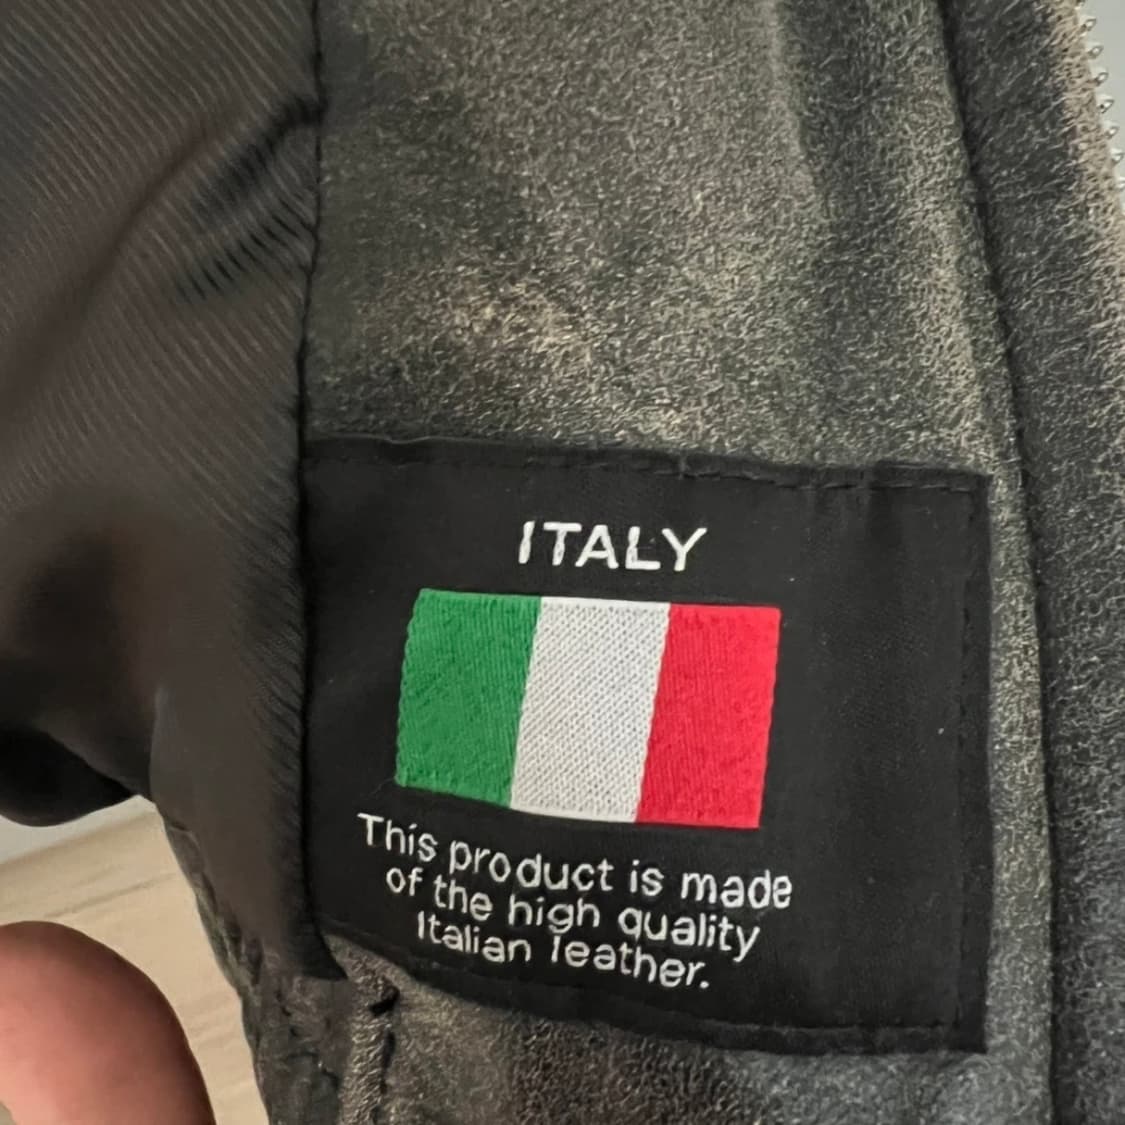 ITALY
This product is made
of the high quality
Italian leather.